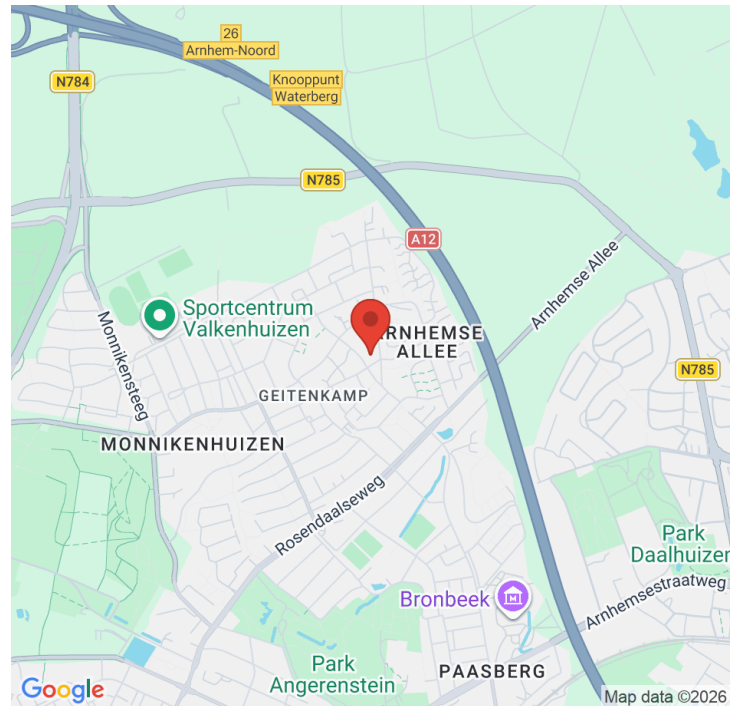 26
Arnhem-Noord
Knooppunt
Waterberg
N784
N785
A12
Arnhemse Allee
Sportcentrum
Valkenhuizen
Monnikensteeg
ARNHEMSE
ALLEE
N785
GEITENKAMP
MONNIKENHUIZEN
Rosendaalseweg
Park
Daalhuizen
Bronbeek
Arnhemsestraatweg
Park
Angerenstein
PAASBERG
Google
Map data ©2026